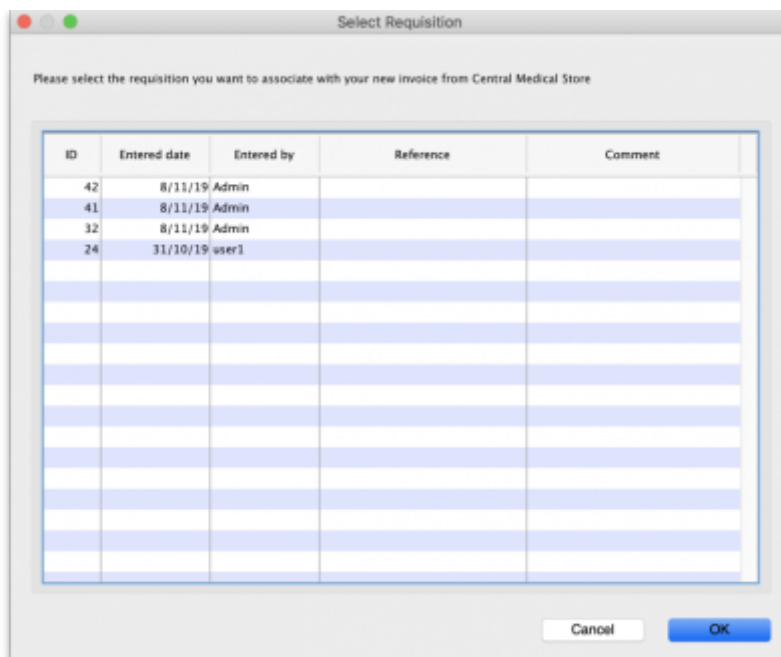 Select Requisition
Please select the requisition you want to associate with your new invoice from Central Medical Store
ID Entered date Entered by Reference Comment
42 8/11/19 Admin
41 8/11/19 Admin
32 8/11/19 Admin
24 31/10/19 user1
Cancel OK